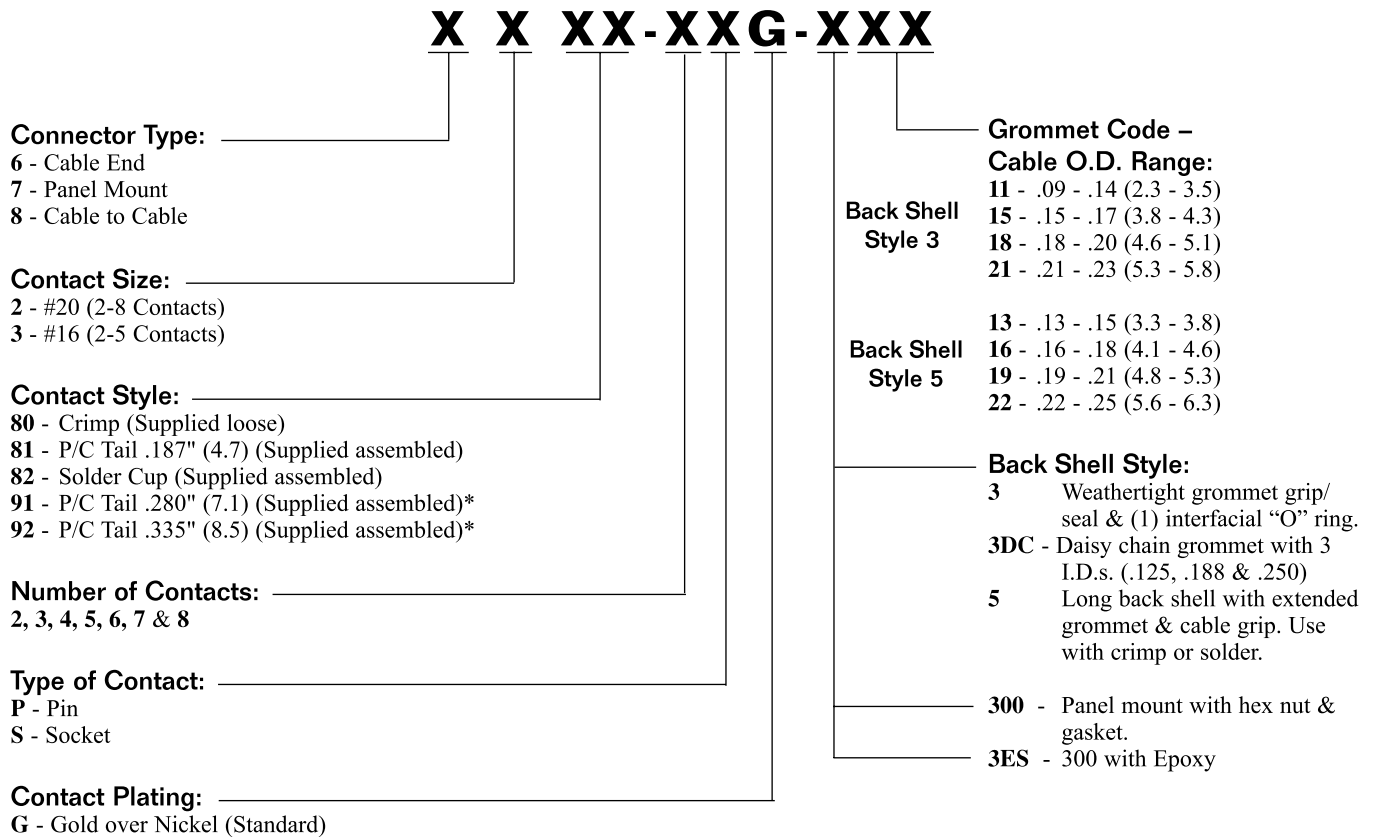 X X XX-XXG-XXX
Connector Type:
6 - Cable End
7 - Panel Mount
8 - Cable to Cable
Contact Size:
2 - #20 (2-8 Contacts)
3 - #16 (2-5 Contacts)
Contact Style:
80 - Crimp (Supplied loose)
81 - P/C Tail .187" (4.7) (Supplied assembled)
82 - Solder Cup (Supplied assembled)
91 - P/C Tail .280" (7.1) (Supplied assembled)*
92 - P/C Tail .335" (8.5) (Supplied assembled)*
Number of Contacts:
2, 3, 4, 5, 6, 7 & 8
Type of Contact:
P - Pin
S - Socket
Contact Plating:
G - Gold over Nickel (Standard)
Grommet Code –
Cable O.D. Range:
Back Shell
Style 3
11 - .09 - .14 (2.3 - 3.5)
15 - .15 - .17 (3.8 - 4.3)
18 - .18 - .20 (4.6 - 5.1)
21 - .21 - .23 (5.3 - 5.8)
Back Shell
Style 5
13 - .13 - .15 (3.3 - 3.8)
16 - .16 - .18 (4.1 - 4.6)
19 - .19 - .21 (4.8 - 5.3)
22 - .22 - .25 (5.6 - 6.3)
Back Shell Style:
3 Weathertight grommet grip/
seal & (1) interfacial “O” ring.
3DC - Daisy chain grommet with 3
I.D.s. (.125, .188 & .250)
5 Long back shell with extended
grommet & cable grip. Use
with crimp or solder.
300 - Panel mount with hex nut &
gasket.
3ES - 300 with Epoxy